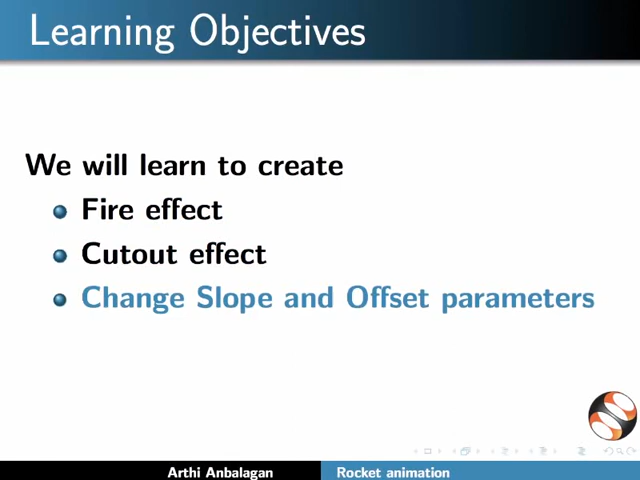 Learning Objectives
We will learn to create
Fire effect
Cutout effect
Change Slope and Offset parameters
Arthi Anbalagan
Rocket animation